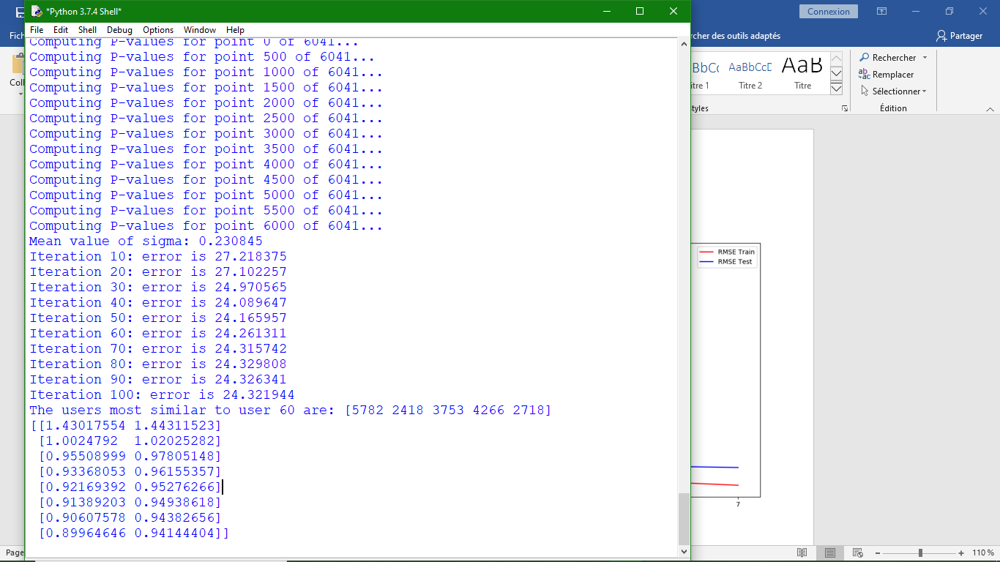 *Python 3.7.4 Shell*
File Edit Shell Debug Options Window Help
Computing P-values for point 0 of 6041...
Computing P-values for point 500 of 6041...
Computing P-values for point 1000 of 6041...
Computing P-values for point 1500 of 6041...
Computing P-values for point 2000 of 6041...
Computing P-values for point 2500 of 6041...
Computing P-values for point 3000 of 6041...
Computing P-values for point 3500 of 6041...
Computing P-values for point 4000 of 6041...
Computing P-values for point 4500 of 6041...
Computing P-values for point 5000 of 6041...
Computing P-values for point 5500 of 6041...
Computing P-values for point 6000 of 6041...
Mean value of sigma: 0.230845
Iteration 10: error is 27.218375
Iteration 20: error is 27.102257
Iteration 30: error is 24.970565
Iteration 40: error is 24.089647
Iteration 50: error is 24.165957
Iteration 60: error is 24.261311
Iteration 70: error is 24.315742
Iteration 80: error is 24.329808
Iteration 90: error is 24.326341
Iteration 100: error is 24.321944
The users most similar to user 60 are: [5782 2418 3753 4266 2718]
[[1.43017554 1.44311523]
[1.0024792 1.02025282]
[0.95508999 0.97805148]
[0.93368053 0.96155357]
[0.92169392 0.95276266]
[0.91389203 0.94938618]
[0.90607578 0.94382656]
[0.89964646 0.94144404]]
Connexion
Fich
rcher des outils adaptés
Partager
Coll
BbCc AaBbCcD AaB
itre 1 Titre 2 Titre
tyles
Rechercher
Remplacer
Sélectionner
Édition
RMSE Train
RMSE Test
7
Page
110 %